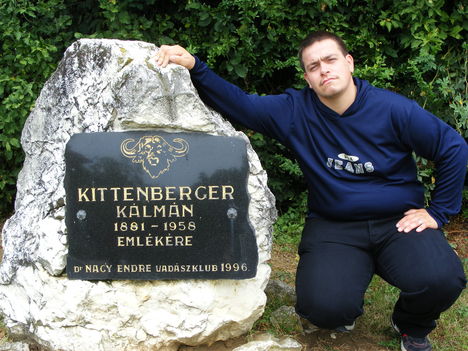 KITTENBERGER
KÁLMÁN
1881 - 1958
EMLÉKÉRE
Dr NAGY ENDRE VADÁSZKLUB 1996.
JEANS